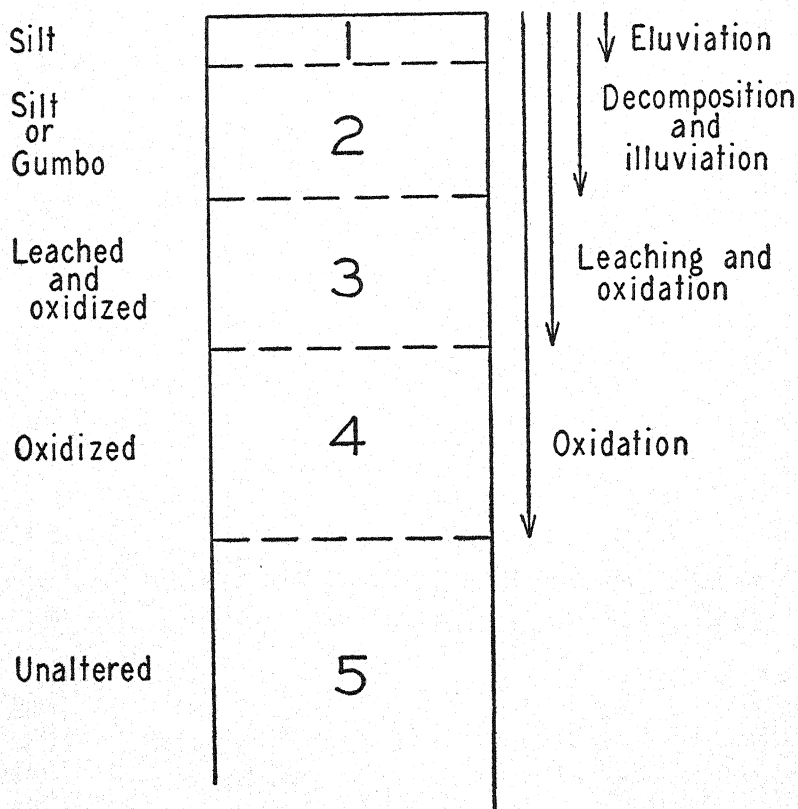 Silt
1
Eluviation
Silt
or
Gumbo
2
Decomposition
and
illuviation
Leached
and
oxidized
3
Leaching and
oxidation
Oxidized
4
Oxidation
Unaltered
5